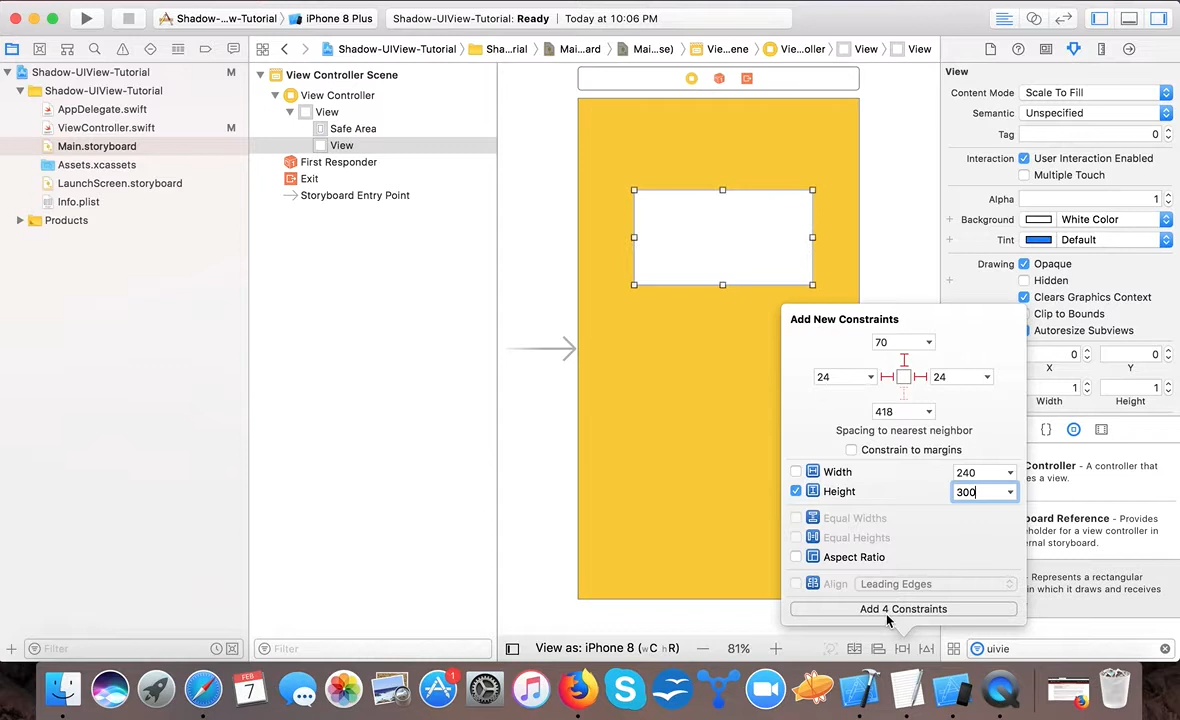 Shadow-...w-Tutorial
iPhone 8 Plus
Shadow-UIView-Tutorial: Ready
Today at 10:06 PM
Shadow-UIView-Tutorial
Sha...rial
Mai...ard
Mai...se)
Vie...ene
Vie...oller
View
View
Shadow-UIView-Tutorial
M
Shadow-UIView-Tutorial
AppDelegate.swift
ViewController.swift
M
Main.storyboard
Assets.xcassets
LaunchScreen.storyboard
Info.plist
Products
Filter
View Controller Scene
View Controller
View
Safe Area
View
First Responder
Exit
Storyboard Entry Point
Filter
Add New Constraints
70
24
24
418
Spacing to nearest neighbor
Constrain to margins
Width
240
Height
300
Equal Widths
Equal Heights
Aspect Ratio
Align
Leading Edges
Add 4 Constraints
View as: iPhone 8 (wC hR)
81%
View
Content Mode
Scale To Fill
Semantic
Unspecified
Tag
0
Interaction
User Interaction Enabled
Multiple Touch
Alpha
1
Background
White Color
Tint
Default
Drawing
Opaque
Hidden
Clears Graphics Context
Clip to Bounds
Autoresize Subviews
0
0
X
Y
1
1
Width
Height
{}
Controller - A controller that
es a view.
board Reference - Provides
eholder for a view controller in
ernal storyboard.
- Represents a rectangular
in which it draws and receives
uivie
FEB
7
1